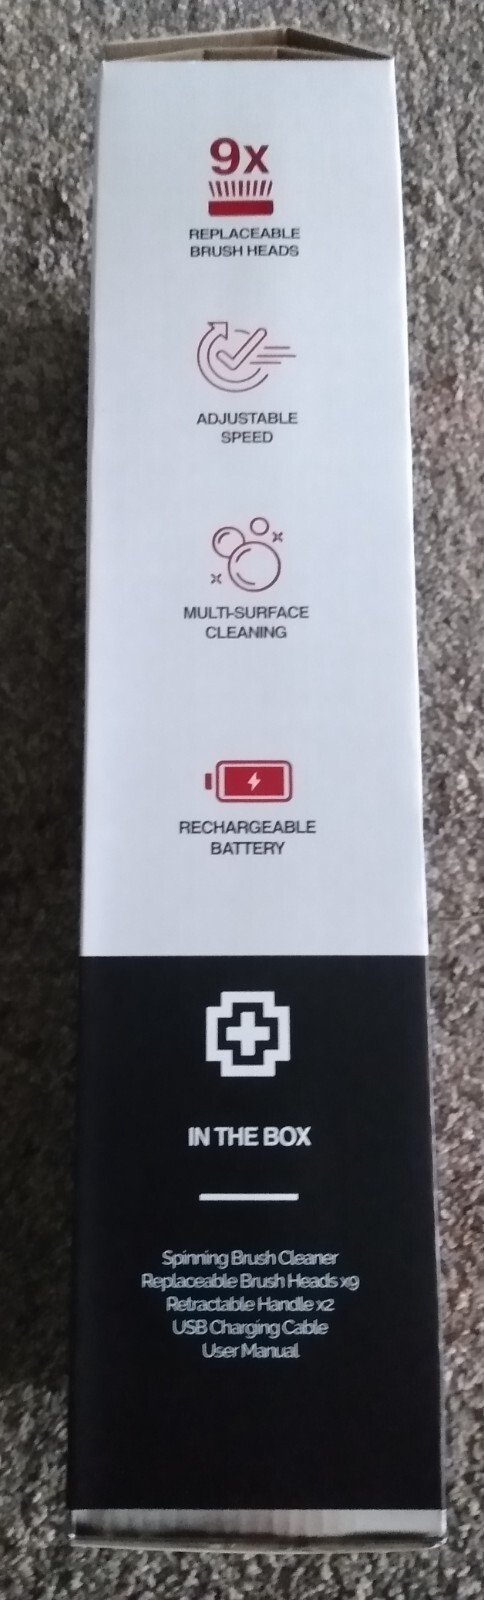 9x
REPLACEABLE
BRUSH HEADS
ADJUSTABLE
SPEED
MULTI-SURFACE
CLEANING
RECHARGEABLE
BATTERY
IN THE BOX
Spinning Brush Cleaner
Replaceable Brush Heads x9
Retractable Handle x2
USB Charging Cable
User Manual